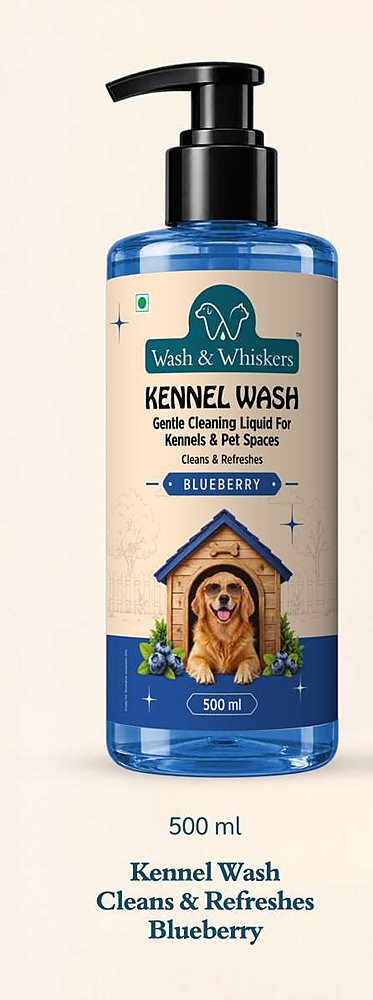 ™
Wash & Whiskers
KENNEL WASH
Gentle Cleaning Liquid For
Kennels & Pet Spaces
Cleans & Refreshes
BLUEBERRY
500 ml
500 ml
Kennel Wash
Cleans & Refreshes
Blueberry